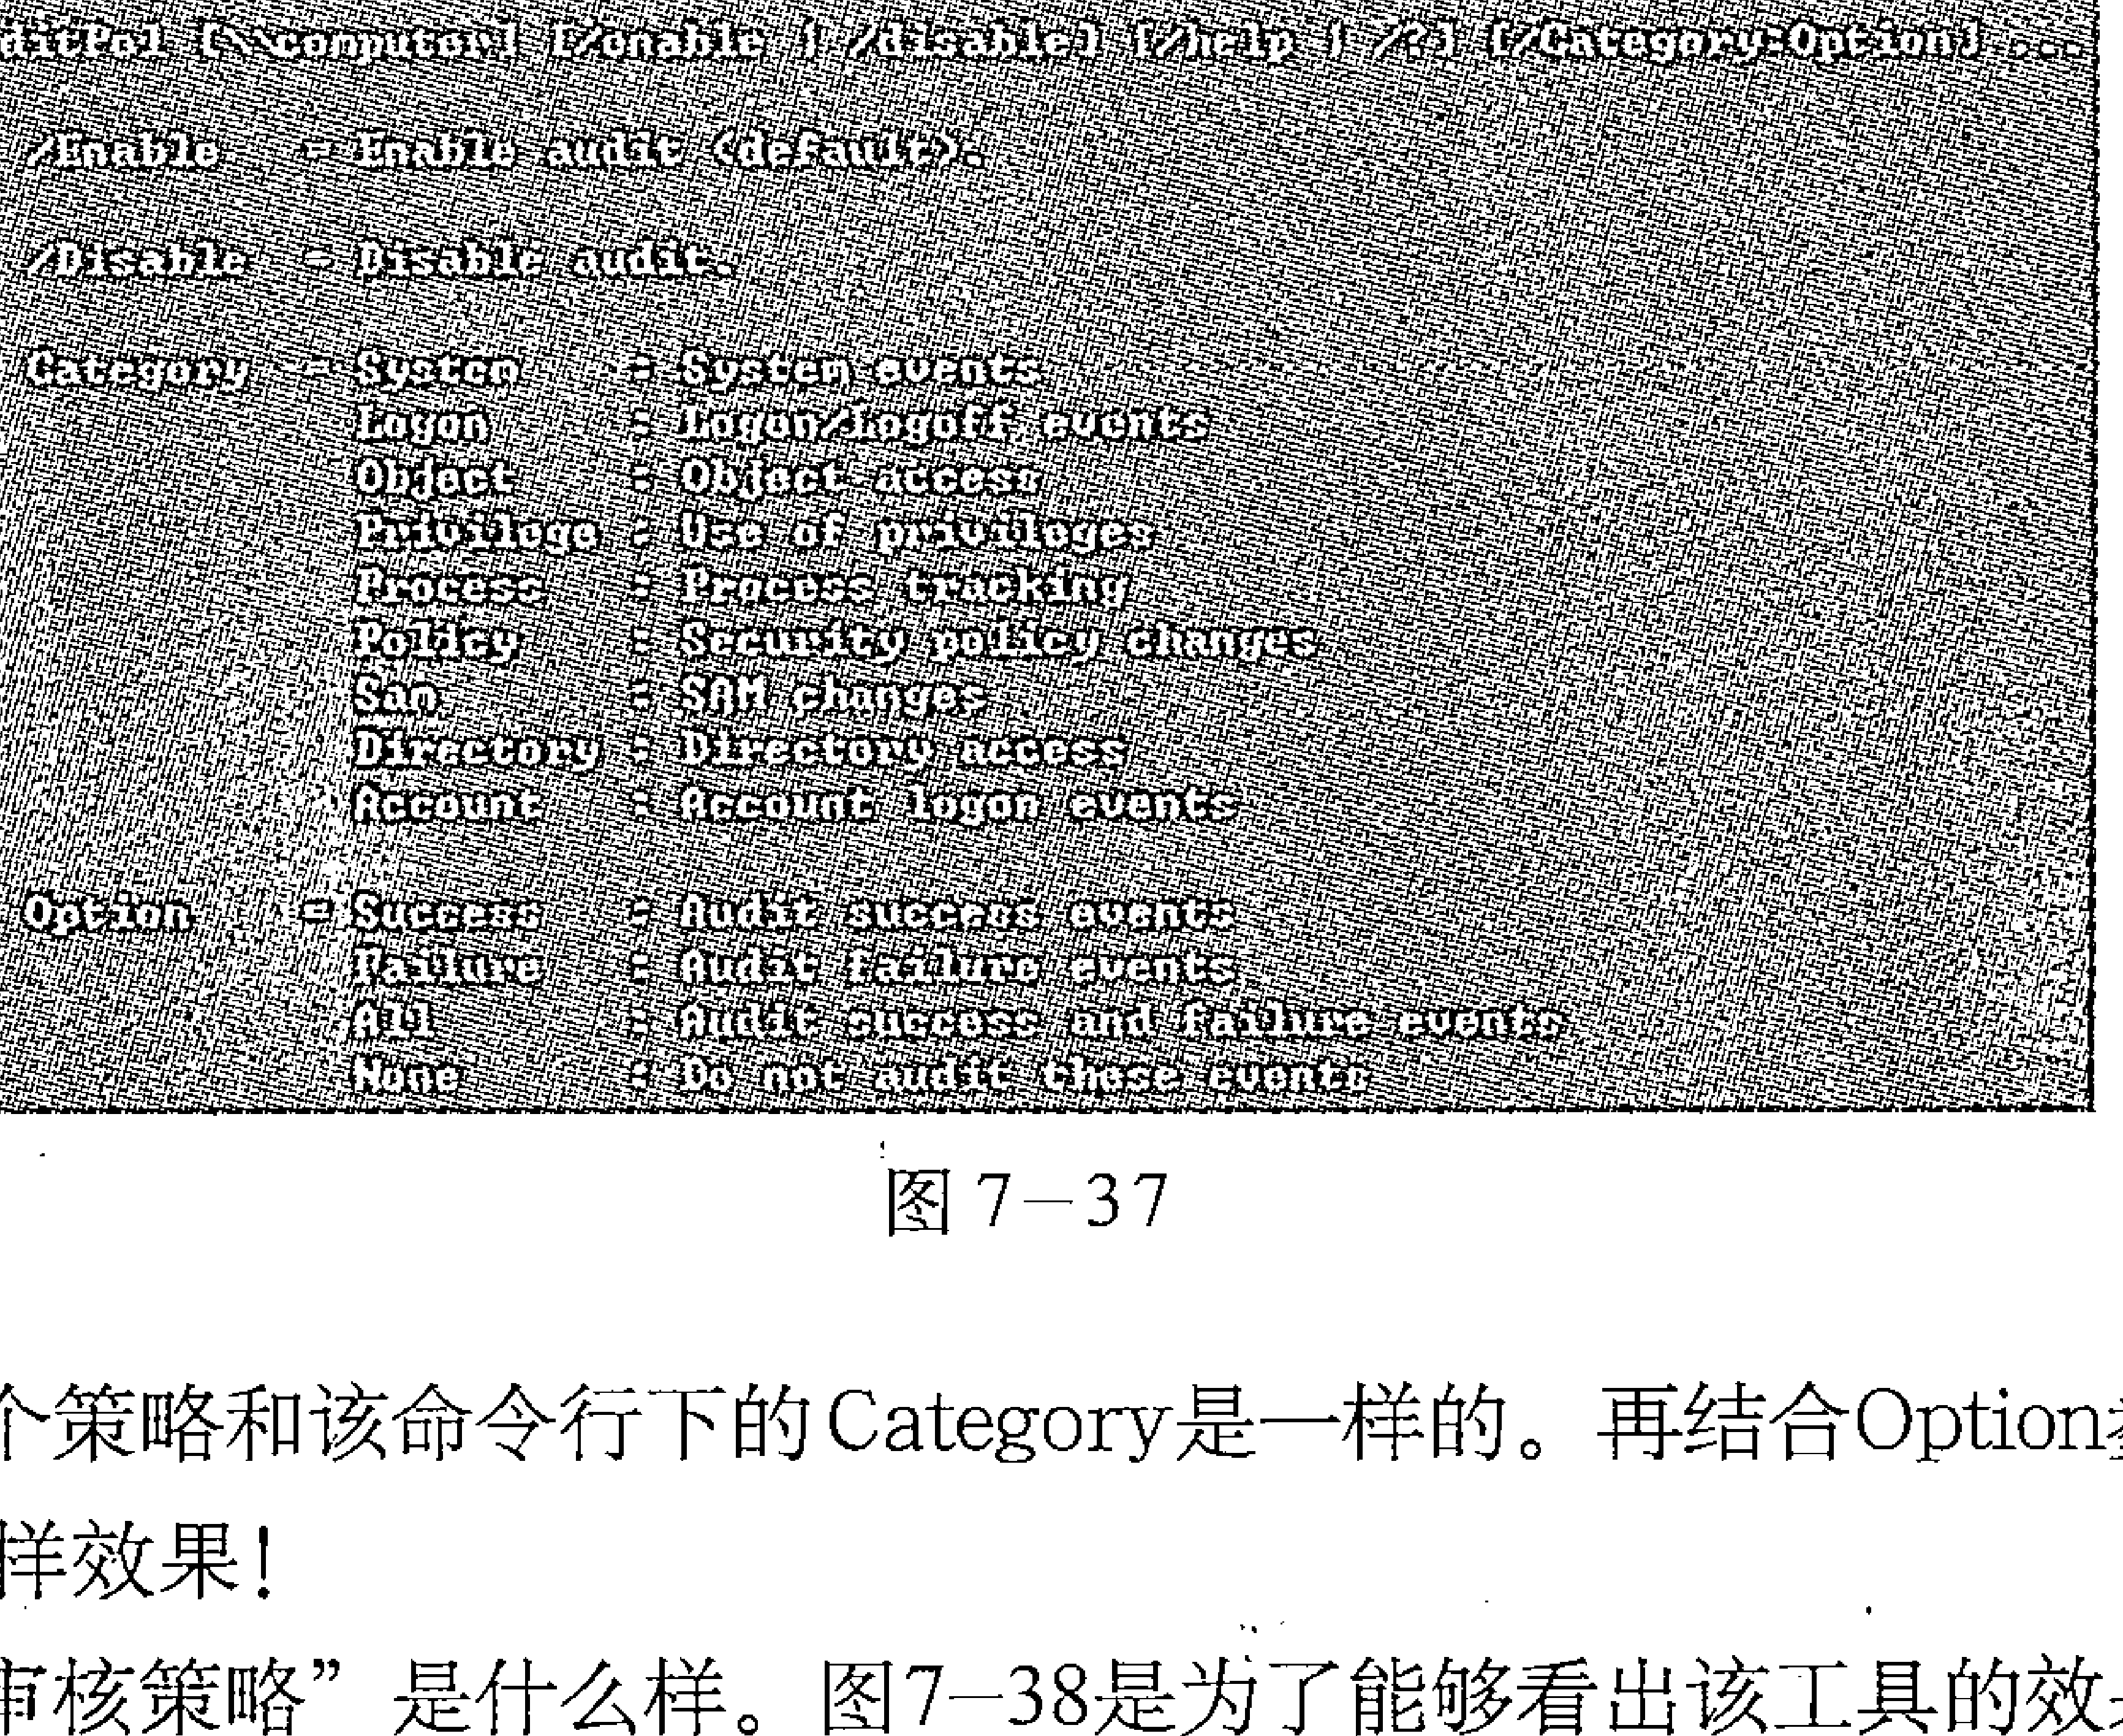 ditPol [\\computer] [/enable | /disable] [/help | /?] [/Category:Option] ...
/Enable = Enable audit <default>.
/Disable = Disable audit.
Category = System : System events
Logon : Logon/Logoff events
Object : Object access
Privilege : Use of privileges
Process : Process tracking
Policy : Security policy changes
Sam : SAM changes
Directory : Directory access
Account : Account logon events
Option = Success : Audit success events
Failure : Audit failure events
All : Audit success and failure events
None : Do not audit these events
图 7-37
个策略和该命令行下的Category是一样的。再结合Option
样效果!
审核策略”是什么样。图7-38是为了能够看出该工具的效